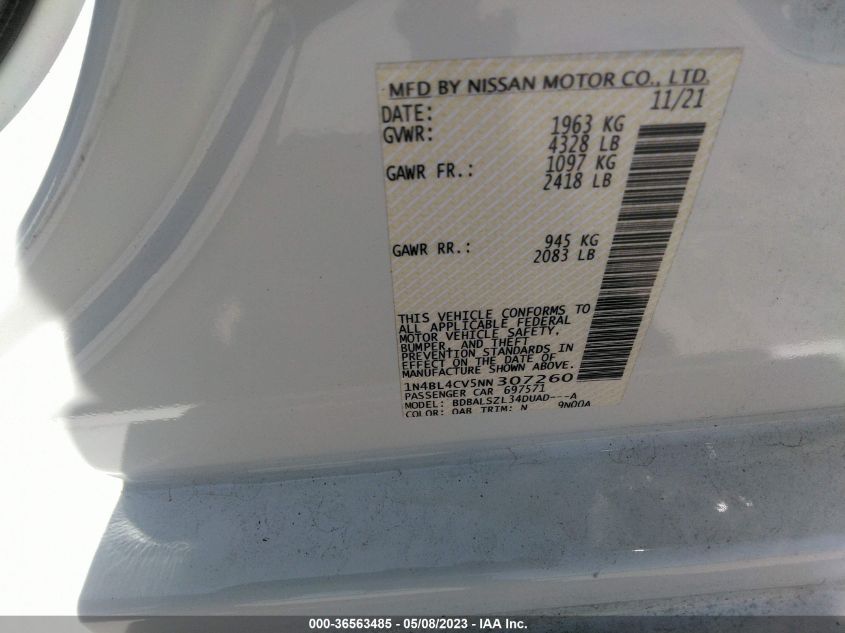 MFD BY NISSAN MOTOR CO., LTD.
DATE: 11/21
GVWR: 1963 KG
4328 LB
GAWR FR.: 1097 KG
2418 LB
GAWR RR.: 945 KG
2083 LB
THIS VEHICLE CONFORMS TO
ALL APPLICABLE FEDERAL
MOTOR VEHICLE SAFETY,
BUMPER, AND THEFT
PREVENTION STANDARDS IN
EFFECT ON THE DATE OF
MANUFACTURE SHOWN ABOVE.
1N4BL4CV5NN307260
PASSENGER CAR 697571
MODEL: BDBALSZL34DUAD---A
COLOR: QAB TRIM: N 9N00A
000-36563485 - 05/08/2023 - IAA Inc.